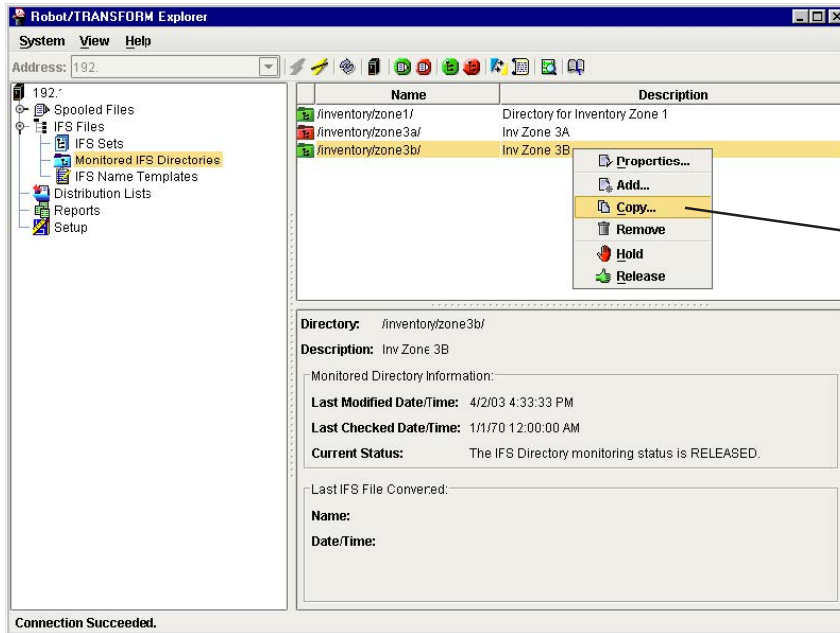 Robot/TRANSFORM Explorer
System View Help
Address: 192.
192.
Spooled Files
IFS Files
IFS Sets
Monitored IFS Directories
IFS Name Templates
Distribution Lists
Reports
Setup
Name Description
/inventory/zone1/ Directory for Inventory Zone 1
/inventory/zone3a/ Inv Zone 3A
/inventory/zone3b/ Inv Zone 3B
Properties...
Add...
Copy...
Remove
Hold
Release
Directory: /inventory/zone3b/
Description: Inv Zone 3B
Monitored Directory Information:
Last Modified Date/Time: 4/2/03 4:33:33 PM
Last Checked Date/Time: 1/1/70 12:00:00 AM
Current Status: The IFS Directory monitoring status is RELEASED.
Last IFS File Converted:
Name:
Date/Time:
Connection Succeeded.